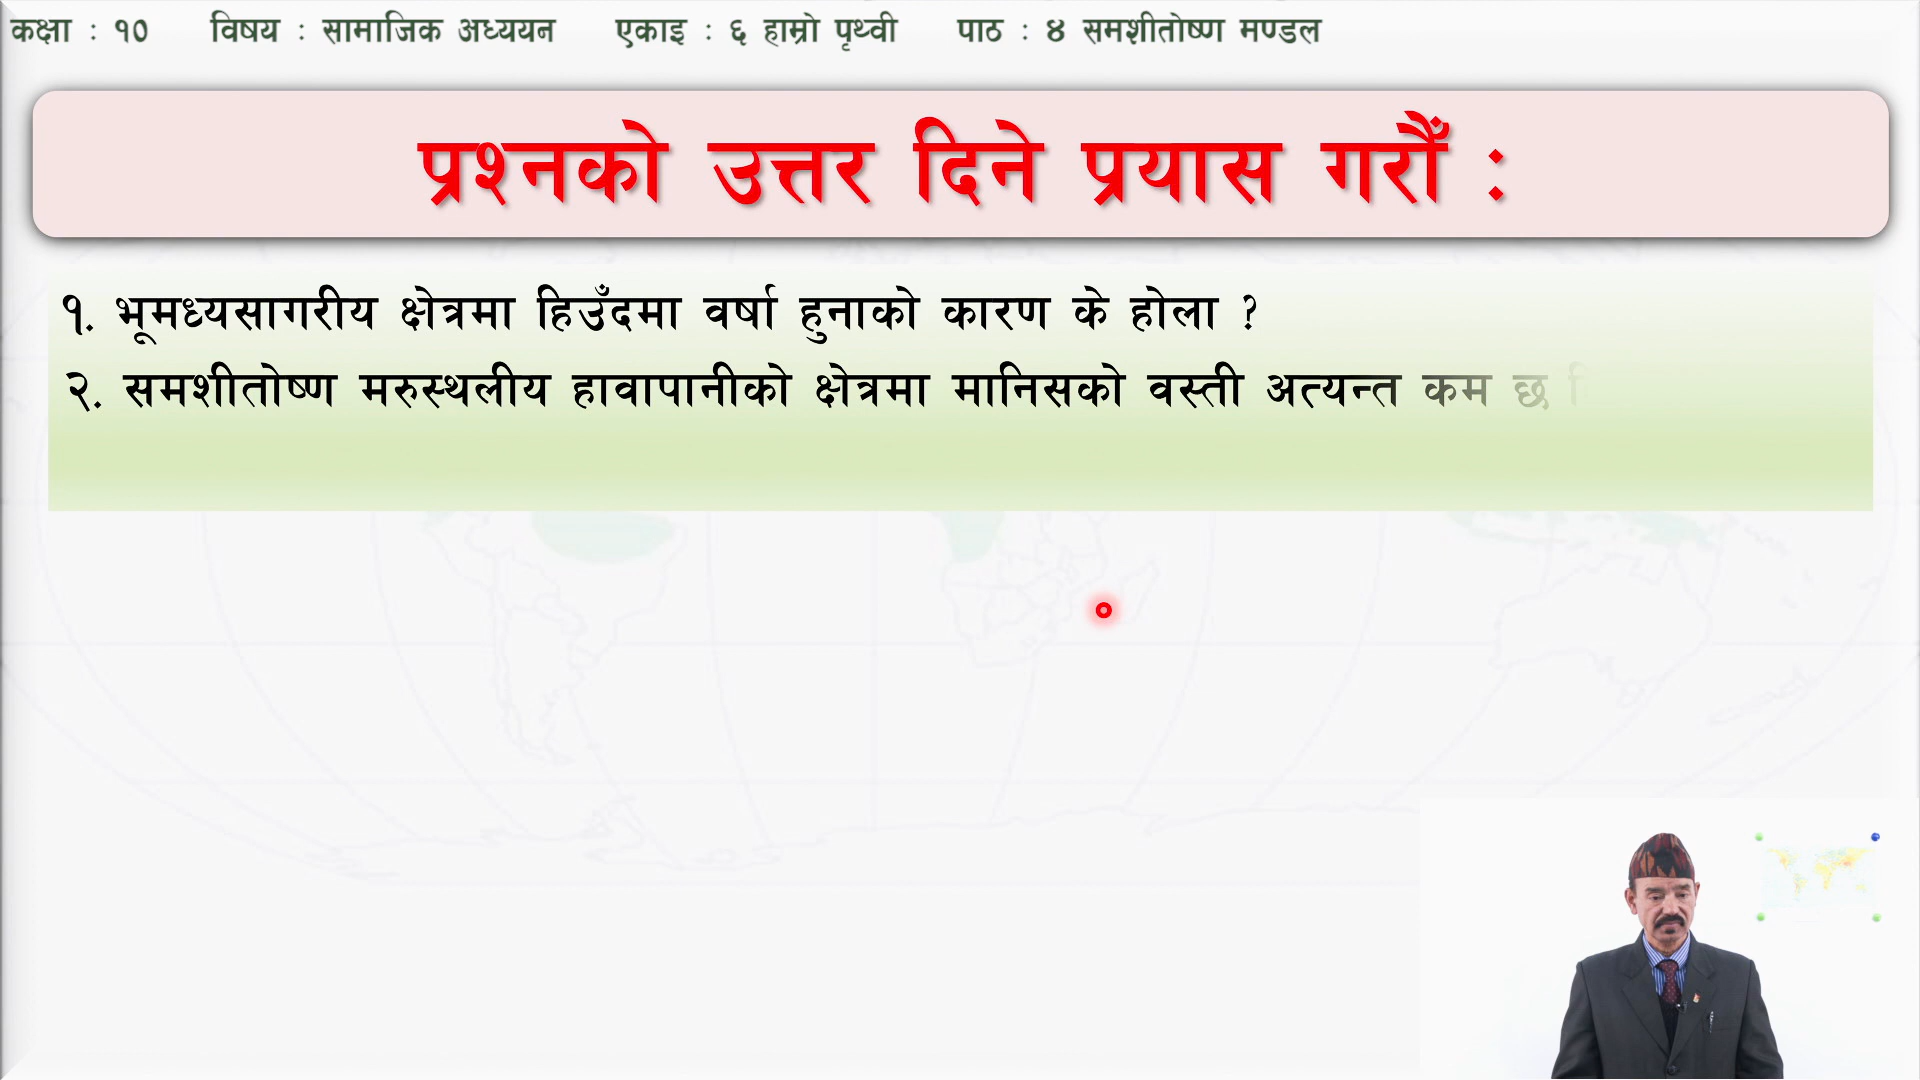 कक्षा : १० विषय : सामाजिक अध्ययन एकाइ : ६ हाम्रो पृथ्वी पाठ : ४ समशीतोष्ण मण्डल
प्रश्नको उत्तर दिने प्रयास गरौँ :
१. भूमध्यसागरीय क्षेत्रमा हिउँदमा वर्षा हुनाको कारण के होला ?
२. समशीतोष्ण मरुस्थलीय हावापानीको क्षेत्रमा मानिसको वस्ती अत्यन्त कम छ